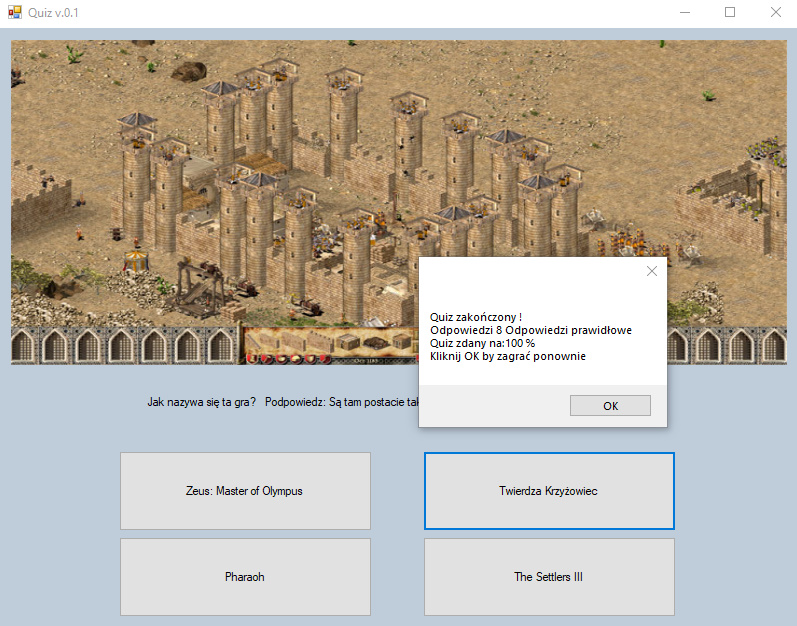 Quiz v.0.1
Quiz zakończony !
Odpowiedzi 8 Odpowiedzi prawidłowe
Quiz zdany na:100 %
Kliknij OK by zagrać ponownie
OK
Jak nazywa się ta gra? Podpowiedz: Są tam postacie
Zeus: Master of Olympus
Twierdza Krzyżowiec
Pharaoh
The Settlers III